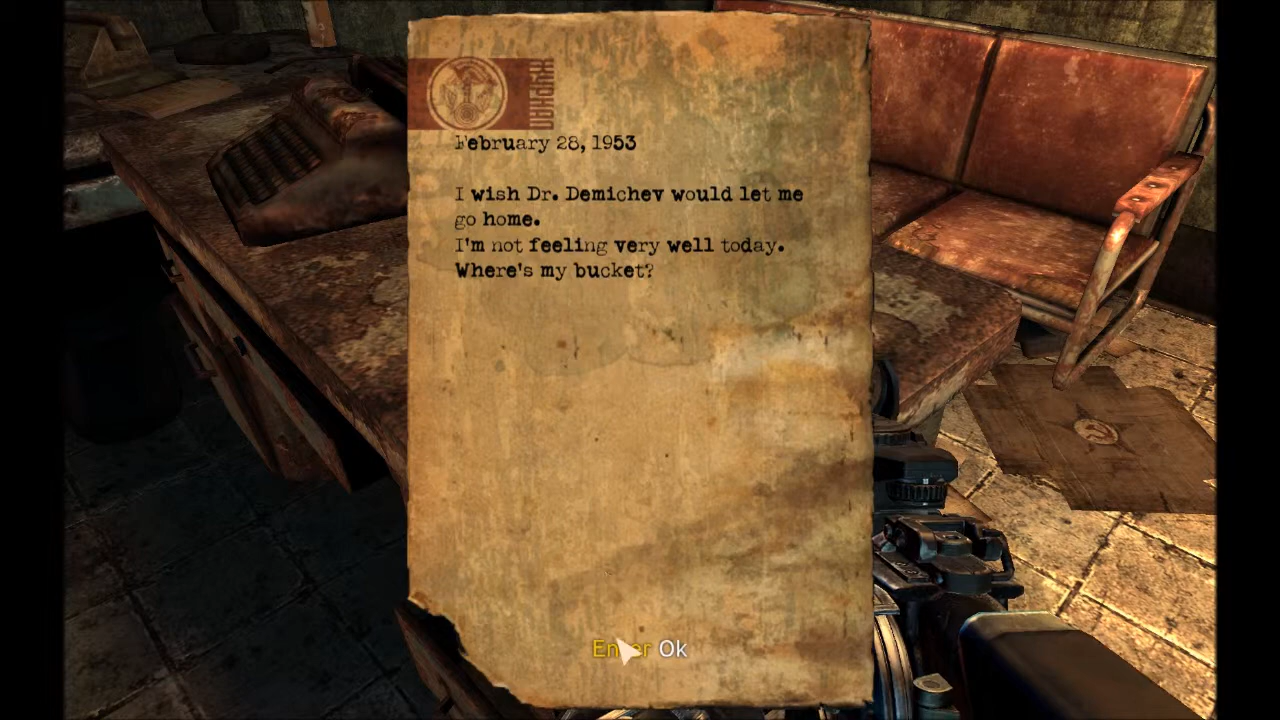 ЖУРНАЛ
February 28, 1953
I wish Dr. Demichev would let me
go home.
I'm not feeling very well today.
Where's my bucket?
Enter Ok